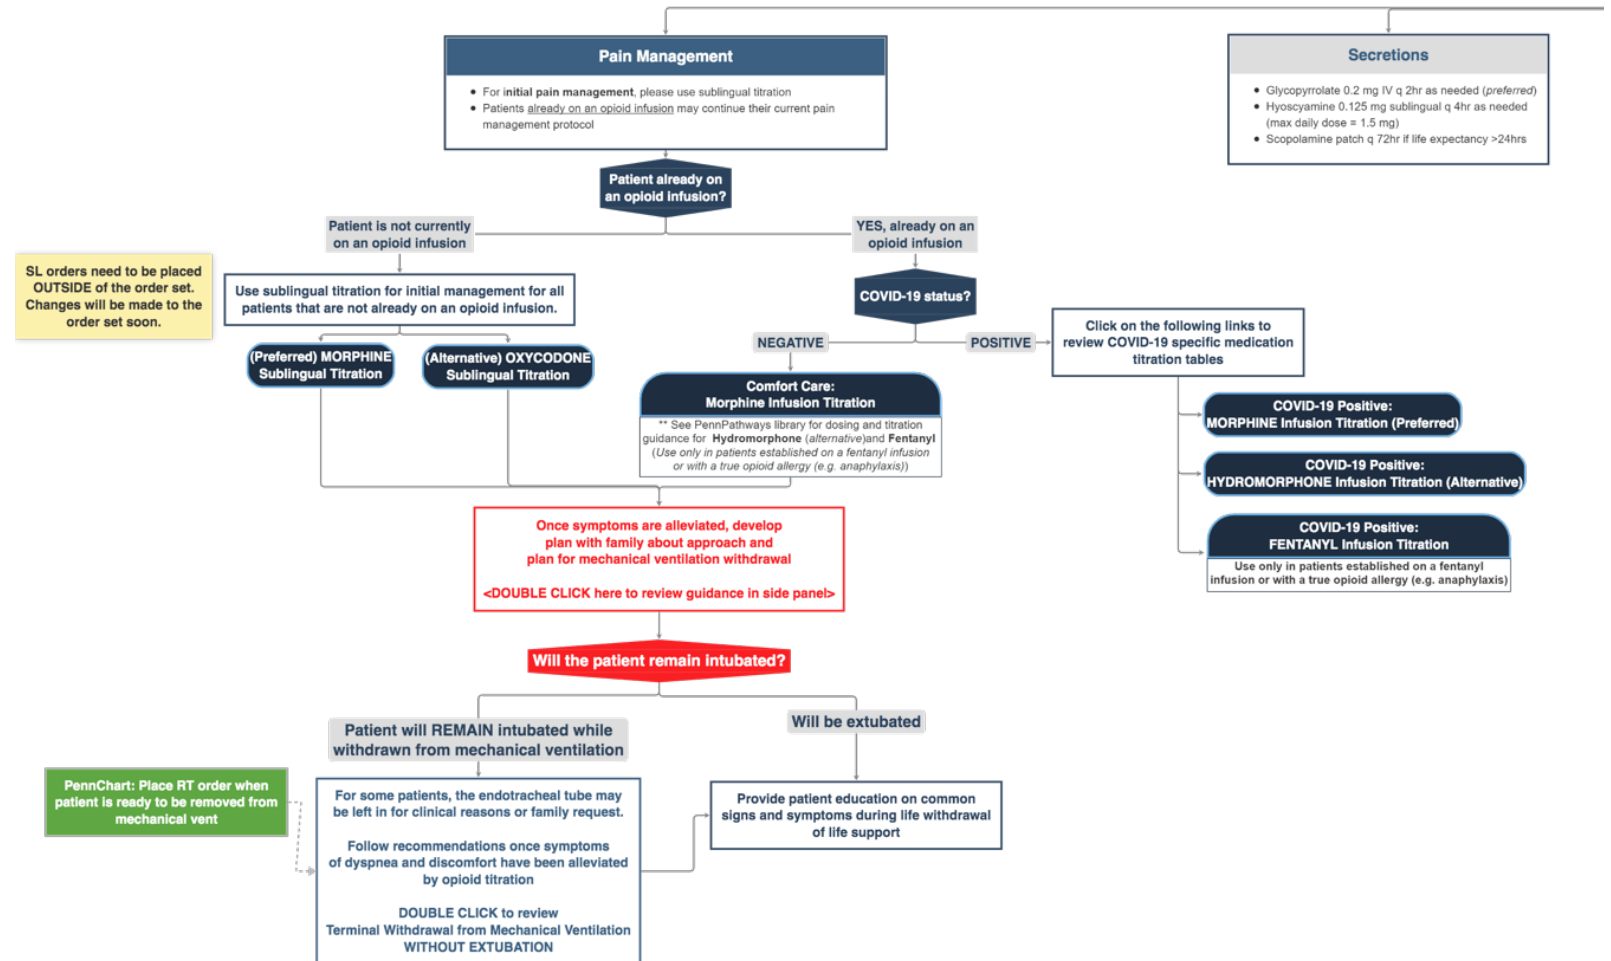 Pain Management
• For initial pain management, please use sublingual titration
• Patients already on an opioid infusion may continue their current pain
management protocol
Secretions
• Glycopyrrolate 0.2 mg IV q 2hr as needed (preferred)
• Hyoscyamine 0.125 mg sublingual q 4hr as needed
(max daily dose = 1.5 mg)
• Scopolamine patch q 72hr if life expectancy >24hrs
Patient already on
an opioid infusion?
Patient is not currently
on an opioid infusion
YES, already on an
opioid infusion
SL orders need to be placed
OUTSIDE of the order set.
Changes will be made to the
order set soon.
Use sublingual titration for initial management for all
patients that are not already on an opioid infusion.
COVID-19 status?
NEGATIVE
POSITIVE
Click on the following links to
review COVID-19 specific medication
titration tables
(Preferred) MORPHINE
Sublingual Titration
(Alternative) OXYCODONE
Sublingual Titration
Comfort Care:
Morphine Infusion Titration
** See PennPathways library for dosing and titration
guidance for Hydromorphone (alternative)and Fentanyl
(Use only in patients established on a fentanyl infusion
or with a true opioid allergy (e.g. anaphylaxis))
COVID-19 Positive:
MORPHINE Infusion Titration (Preferred)
COVID-19 Positive:
HYDROMORPHONE Infusion Titration (Alternative)
COVID-19 Positive:
FENTANYL Infusion Titration
Use only in patients established on a fentanyl
infusion or with a true opioid allergy (e.g. anaphylaxis)
Once symptoms are alleviated, develop
plan with family about approach and
plan for mechanical ventilation withdrawal
<DOUBLE CLICK here to review guidance in side panel>
Will the patient remain intubated?
Patient will REMAIN intubated while
withdrawn from mechanical ventilation
Will be extubated
PennChart: Place RT order when
patient is ready to be removed from
mechanical vent
For some patients, the endotracheal tube may
be left in for clinical reasons or family request.
Follow recommendations once symptoms
of dyspnea and discomfort have been alleviated
by opioid titration
DOUBLE CLICK to review
Terminal Withdrawal from Mechanical Ventilation
WITHOUT EXTUBATION
Provide patient education on common
signs and symptoms during life withdrawal
of life support